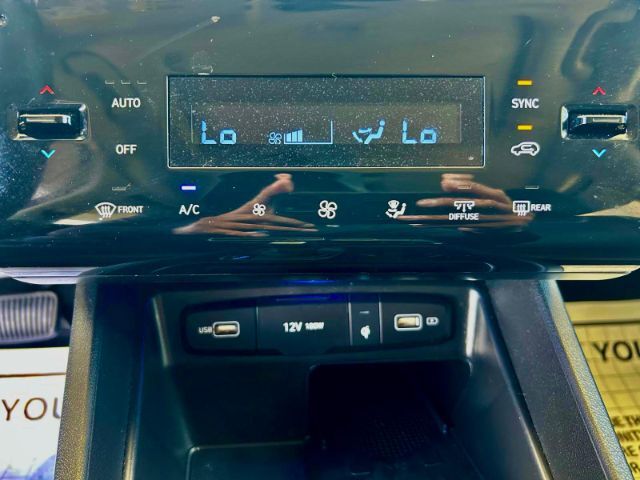 AUTO
SYNC
Lo Lo
OFF
FRONT A/C DIFFUSE REAR
USB 12V 180W
YOU
YOU